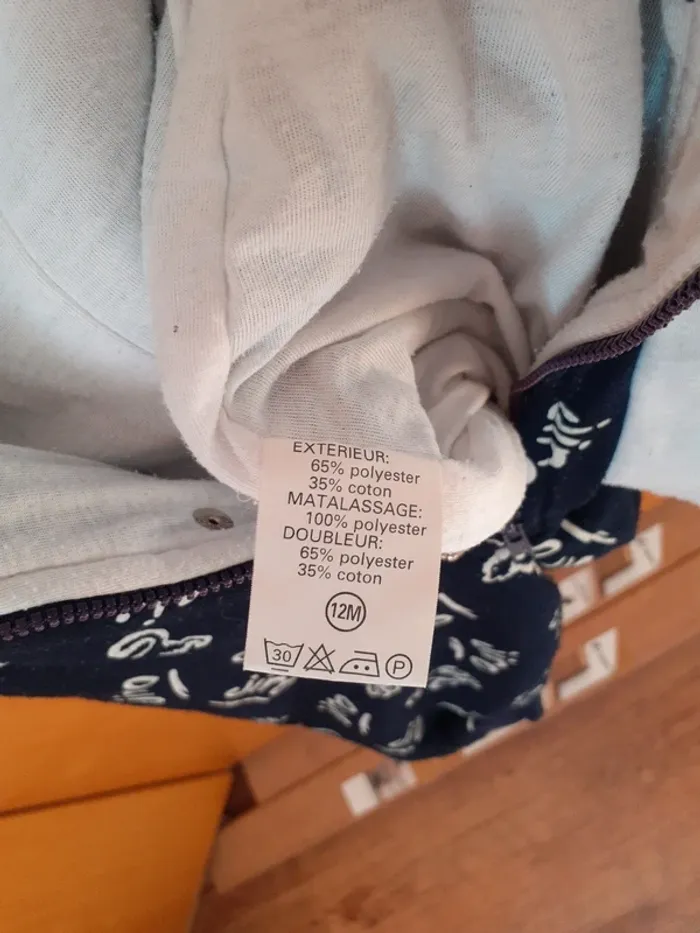 EXTERIEUR:
65% polyester
35% coton
MATALASSAGE:
100% polyester
DOUBLEUR:
65% polyester
35% coton
12M
30
P